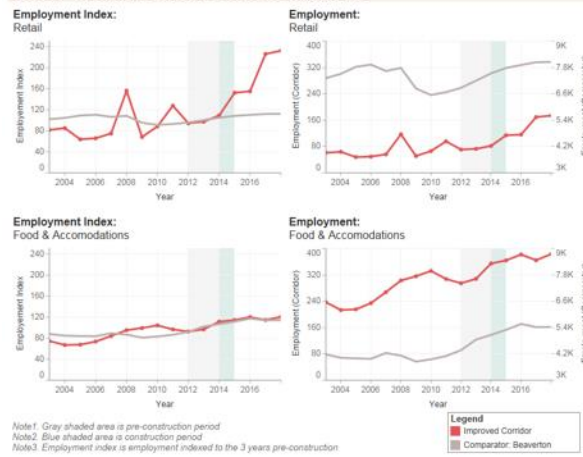 Employment Index:
Retail
240
200
160
120
80
40
0
Employement Index
2004 2006 2008 2010 2012 2014 2016
Year
Employment:
Retail
400
320
240
160
80
0
Employment (Corridor)
9K
7.8K
6.6K
5.4K
4.2K
3K
2004 2006 2008 2010 2012 2014 2016
Year
Employment Index:
Food & Accomodations
240
200
160
120
80
40
0
Employment Index
2004 2006 2008 2010 2012 2014 2016
Year
Employment:
Food & Accomodations
400
320
240
160
80
0
Employment (Corridor)
9K
7.8K
6.6K
5.4K
4.2K
3K
2004 2006 2008 2010 2012 2014 2016
Year
Note1. Gray shaded area is pre-construction period
Note2. Blue shaded area is construction period
Note3. Employment index is employment indexed to the 3 years pre-construction
Legend
Improved Corridor
Comparator: Beaverton